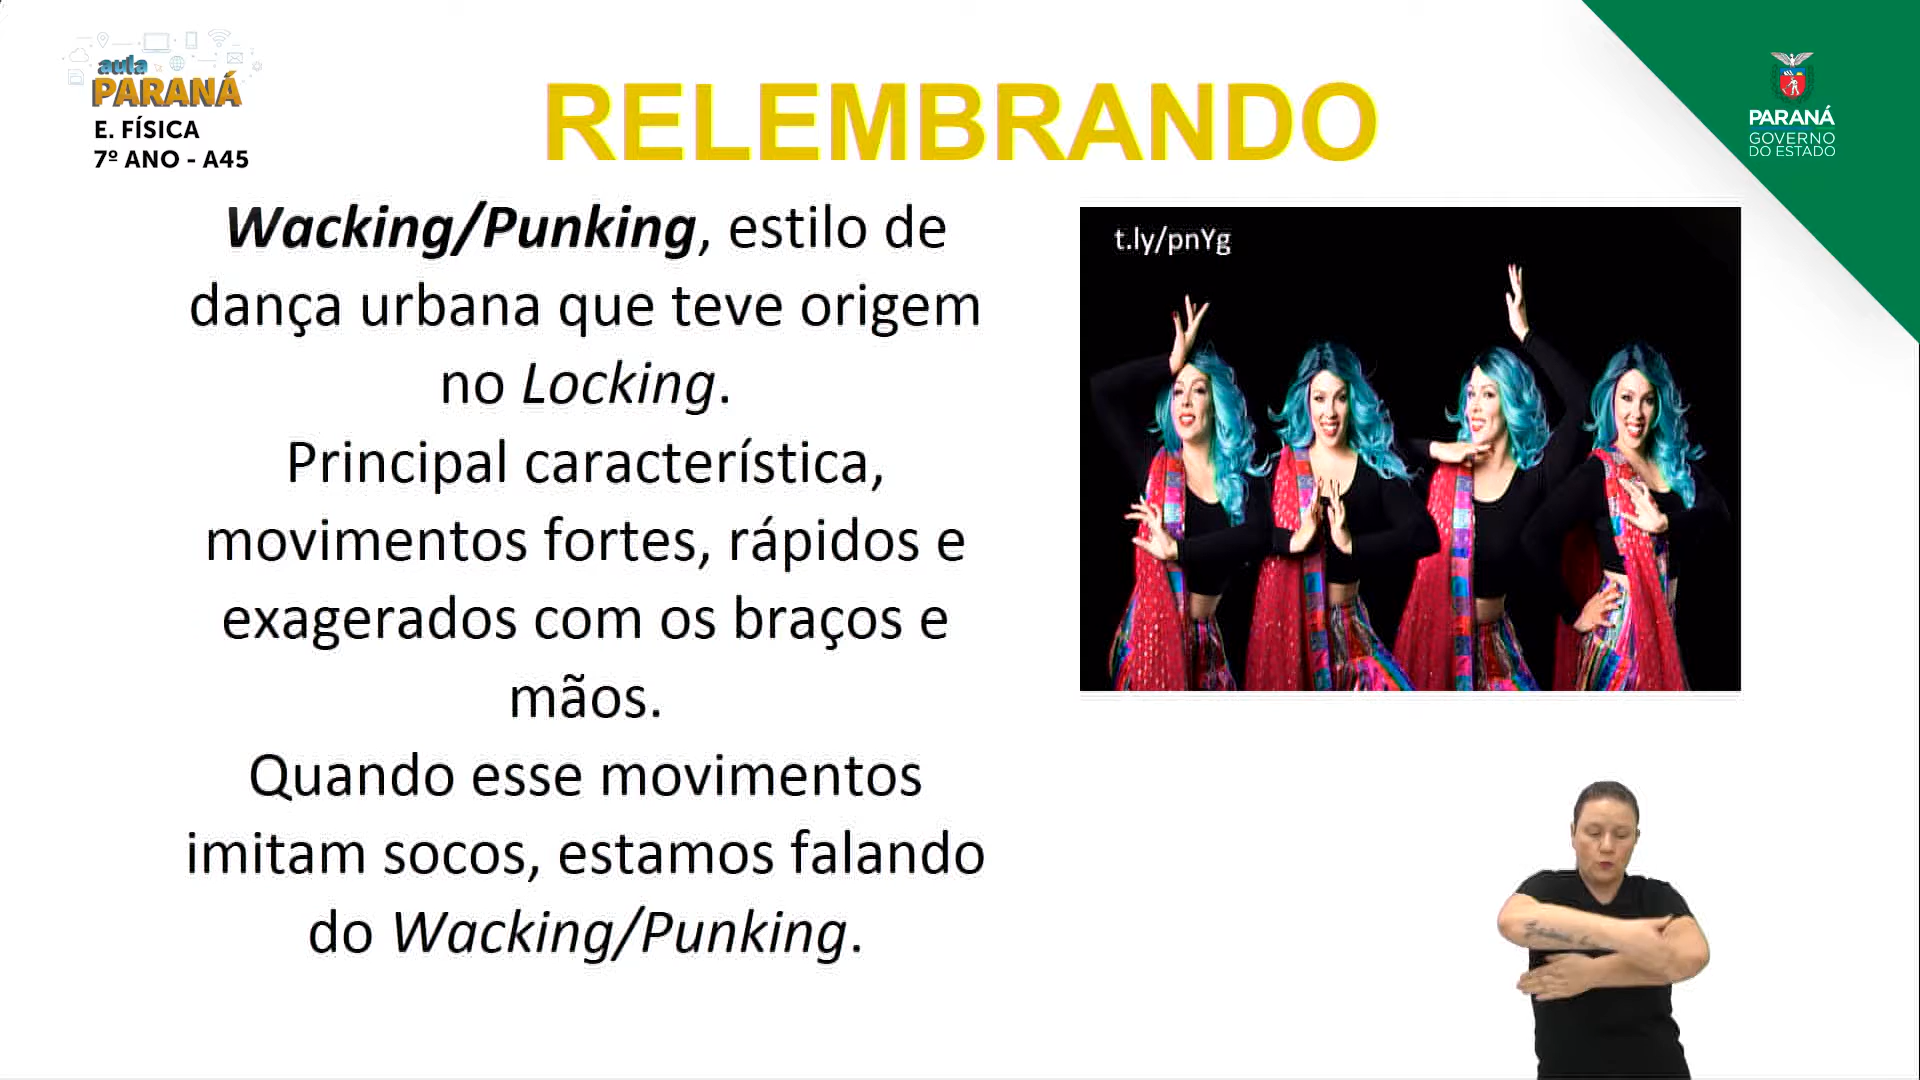 aula
PARANÁ
E. FÍSICA
7º ANO - A45
RELEMBRANDO
PARANÁ
GOVERNO
DO ESTADO
Wacking/Punking, estilo de
dança urbana que teve origem
no Locking.
Principal característica,
movimentos fortes, rápidos e
exagerados com os braços e
mãos.
Quando esse movimentos
imitam socos, estamos falando
do Wacking/Punking.
t.ly/pnYg